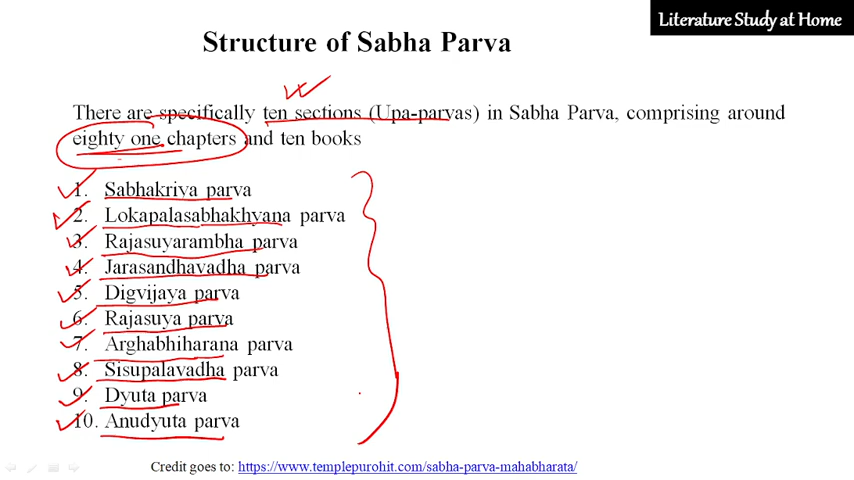 Literature Study at Home
Structure of Sabha Parva
There are specifically ten sections (Upa-parvas) in Sabha Parva, comprising around
eighty one chapters and ten books
1. Sabhakriya parva
2. Lokapalasabhakhyana parva
3. Rajasuyarambha parva
4. Jarasandhavadha parva
5. Digvijaya parva
6. Rajasuya parva
7. Arghabhiharana parva
8. Sisupalavadha parva
9. Dyuta parva
10. Anudyuta parva
Credit goes to: https://www.templepurohit.com/sabha-parva-mahabharata/